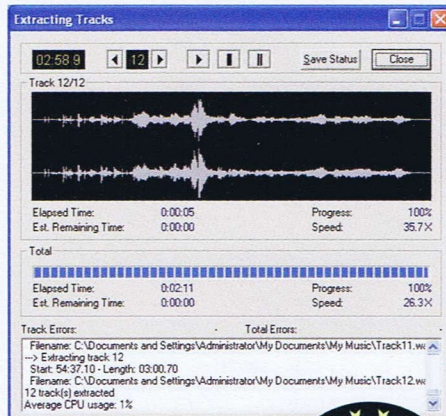 Extracting Tracks
02:58 9
12
Save Status
Close
Track 12/12
Elapsed Time: 0:00:05 Progress: 100%
Est. Remaining Time: 0:00:00 Speed: 35.7X
Total
Elapsed Time: 0:02:11 Progress: 100%
Est. Remaining Time: 0:00:00 Speed: 26.3X
Track Errors: - Total Errors: -
Filename: C:\Documents and Settings\Administrator\My Documents\My Music\Track11.wa
---> Extracting track 12
Start: 54:37.10 - Length: 03:00.70
Filename: C:\Documents and Settings\Administrator\My Documents\My Music\Track12.wa
12 track(s) extracted
Average CPU usage: 1%